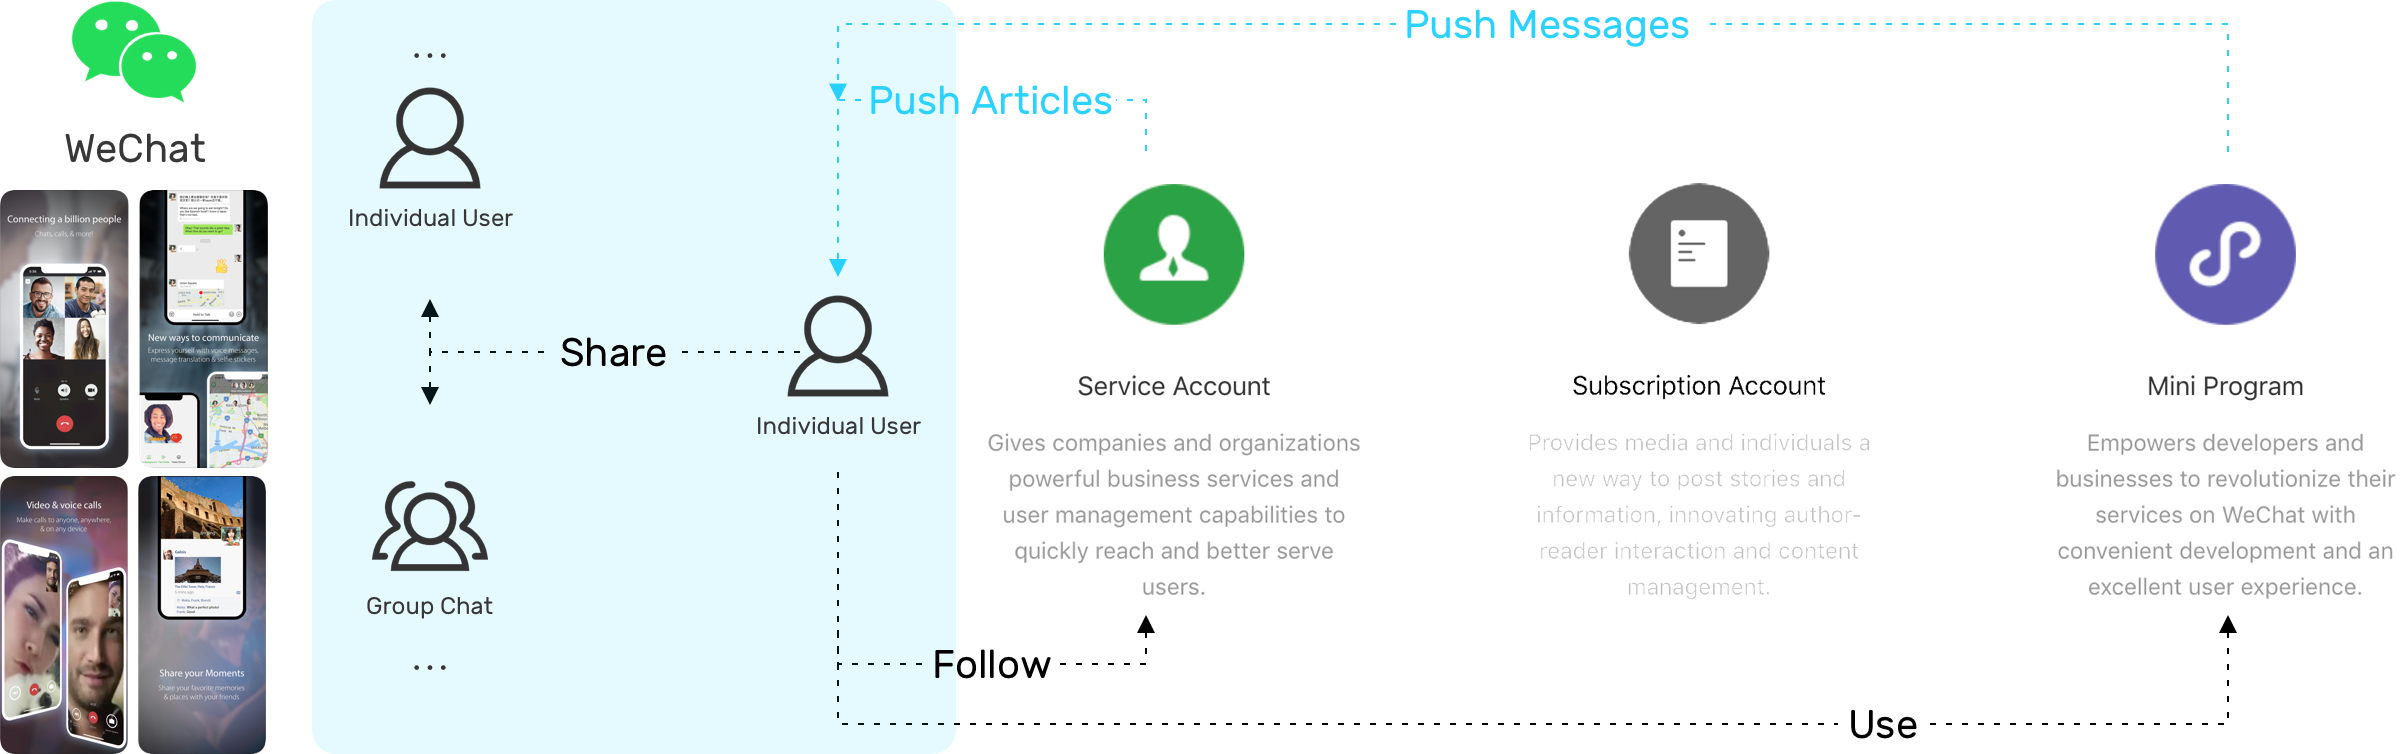 WeChat
Connecting a billion people
Chats, calls, & more!
New ways to communicate
Express yourself with voice messages,
message translation & selfie stickers
Video & voice calls
Make calls to anyone, anywhere,
& on any device
Share your Moments
Share your favorite memories
& places with your friends
...
Individual User
Share
Individual User
Group Chat
...
Push Messages
Push Articles
Service Account
Gives companies and organizations
powerful business services and
user management capabilities to
quickly reach and better serve
users.
Subscription Account
Provides media and individuals a
new way to post stories and
information, innovating author-
reader interaction and content
management.
Mini Program
Empowers developers and
businesses to revolutionize their
services on WeChat with
convenient development and an
excellent user experience.
Follow
Use